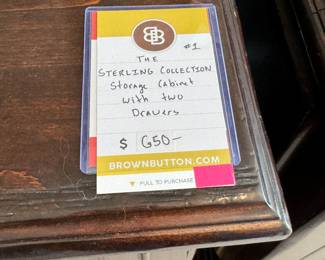 BB
#1
THE
STERLING COLLECTION
Storage Cabinet
with two
Drawers
$ 650-
BROWNBUTTON.COM
PULL TO PURCHASE